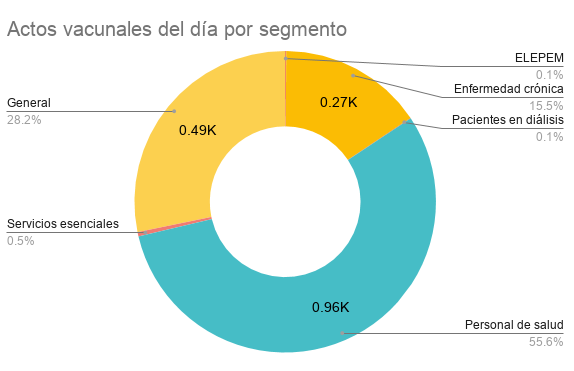 Actos vacunales del día por segmento
ELEPEM
0.1%
Enfermedad crónica
15.5%
Pacientes en diálisis
0.1%
General
28.2%
0.27K
0.49K
Servicios esenciales
0.5%
0.96K
Personal de salud
55.6%